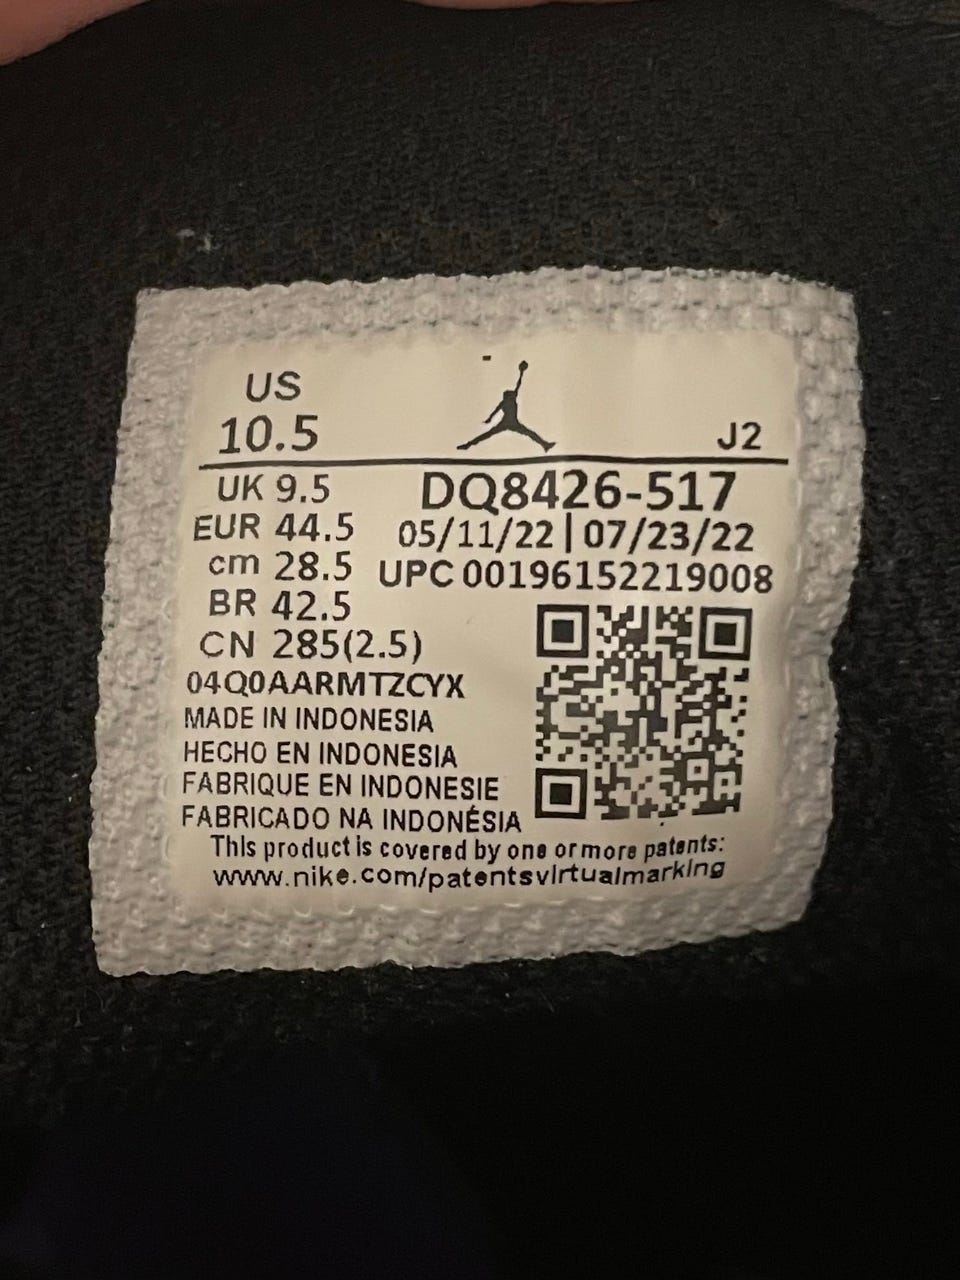 US
10.5
J2
UK 9.5
DQ8426-517
EUR 44.5
05/11/22 | 07/23/22
cm 28.5
UPC 00196152219008
BR 42.5
CN 285(2.5)
04Q0AARMTZCYX
MADE IN INDONESIA
HECHO EN INDONESIA
FABRIQUE EN INDONESIE
FABRICADO NA INDONÉSIA
This product is covered by one or more patents:
www.nike.com/patentsvirtualmarking